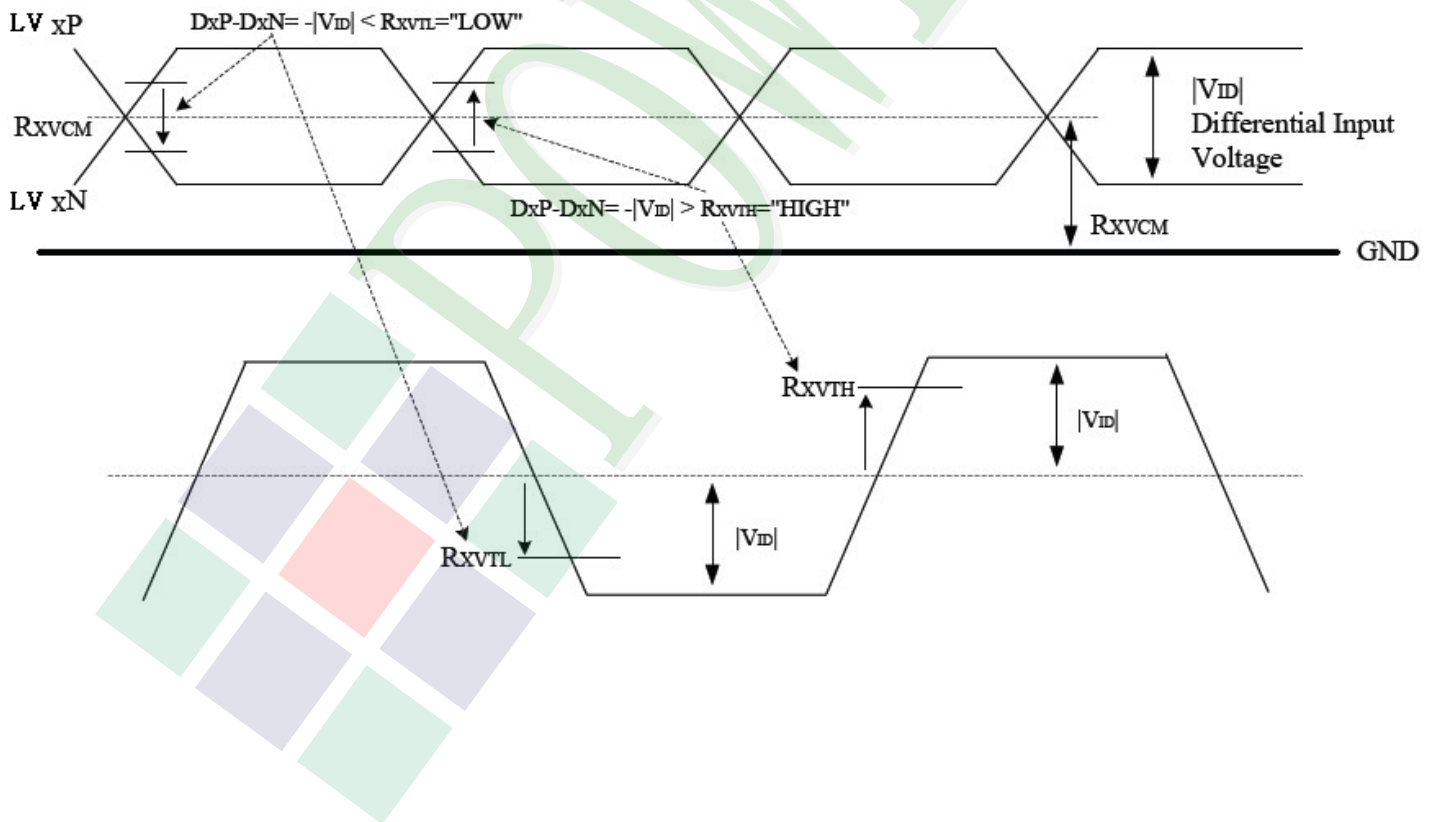 LV xP
DxP-DxN= -|VID| < RXVTL="LOW"
RXVCM
|VID|
Differential Input
Voltage
LV xN
DxP-DxN= -|VID| > RXVTH="HIGH"
RXVCM
GND
RXVTH
|VID|
|VID|
RXVTL